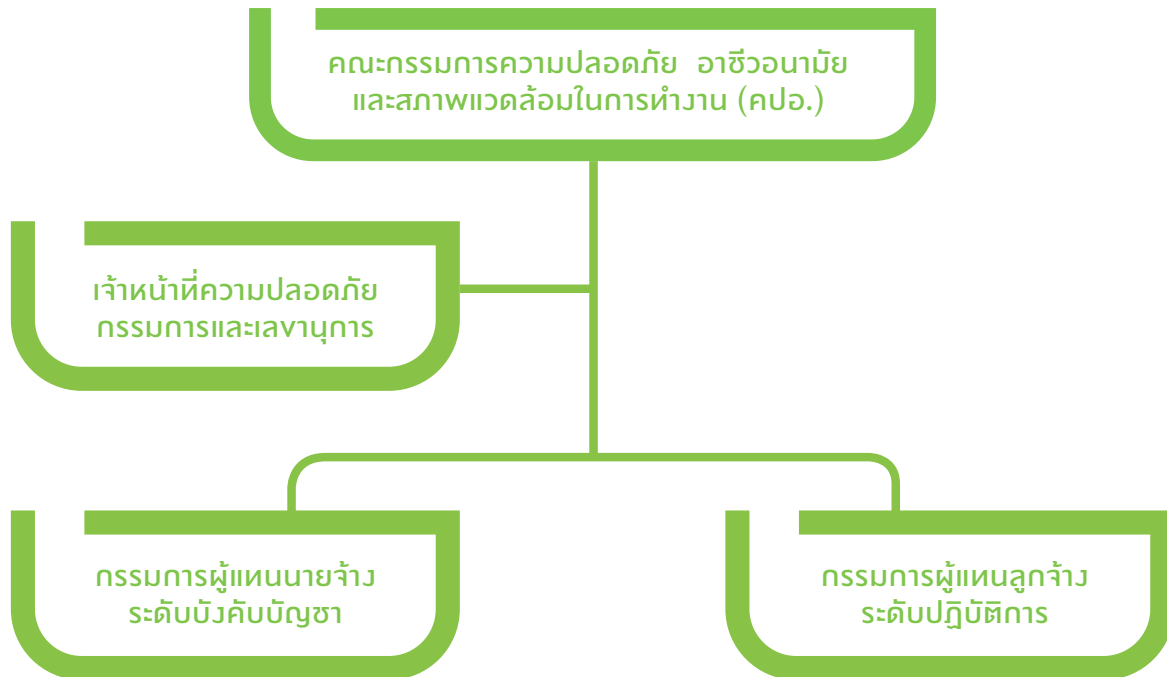 คณะกรรมการความปลอดภัย อาชีวอนามัย
และสภาพแวดล้อมในการทำงาน (คปอ.)
เจ้าหน้าที่ความปลอดภัย
กรรมการและเลขานุการ
กรรมการผู้แทนนายจ้าง
ระดับบังคับบัญชา
กรรมการผู้แทนลูกจ้าง
ระดับปฏิบัติการ